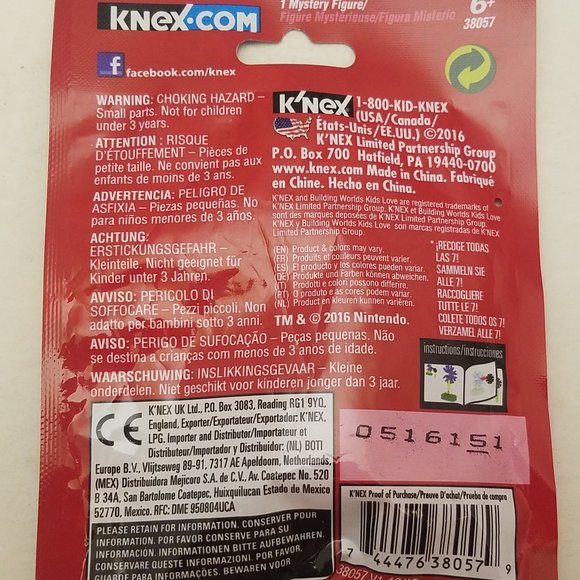 K'NEX.COM
1 Mystery Figure/
Figure Mystérieuse/Figura Misterio
6+
38057
f facebook.com/knex
WARNING: CHOKING HAZARD –
Small parts. Not for children
under 3 years.
ATTENTION : RISQUE
D'ÉTOUFFEMENT – Pièces de
petite taille. Ne convient pas aux
enfants de moins de 3 ans.
ADVERTENCIA: PELIGRO DE
ASFIXIA – Piezas pequeñas. No
para niños menores de 3 años.
ACHTUNG:
ERSTICKUNGSGEFAHR –
Kleinteile. Nicht geeignet für
Kinder unter 3 Jahren.
AVVISO: PERICOLO DI
SOFFOCARE – Pezzi piccoli. Non
adatto per bambini sotto 3 anni.
AVISO: PERIGO DE SUFOCAÇÃO – Peças pequenas. Não
se destina a crianças com menos de 3 anos de idade.
WAARSCHUWING: INSLIKKINGSGEVAAR – Kleine
onderdelen. Niet geschikt voor kinderen jonger dan 3 jaar.
K'NEX
1-800-KID-KNEX
(USA/Canada/
États-Unis/EE.UU.) ©2016
K'NEX Limited Partnership Group
P.O. Box 700 Hatfield, PA 19440-0700
www.knex.com Made in China. Fabriqué
en Chine. Hecho en China.
K'NEX and Building Worlds Kids Love are registered trademarks of
K'NEX Limited Partnership Group. K'NEX et Building Worlds Kids Love
sont des marques déposées de K'NEX Limited Partnership Group.
K'NEX y Building Worlds Kids Love son marcas registradas de K'NEX
Limited Partnership Group.
(EN) Product & colors may vary.
(FR) Produits et couleurs peuvent varier.
(ES) El producto y los colores pueden variar.
(DE) Produkte und Farben können abweichen.
(IT) Prodotti e colori possono differire.
(PT) O produto e as cores podem variar.
(NL) Product en kleuren kunnen variëren.
TM & © 2016 Nintendo.
* ¡RECOGE TODAS
LAS 7!
SAMMELN SIE
ALLE 7!
RACCOGLIERE
TUTTE LE 7!
COLETE TODOS OS 7!
VERZAMEL ALLE 7!
instructions/instrucciones
CE
K'NEX UK Ltd., P.O. Box 3083, Reading RG1 9YQ,
England, Exporter/Exportateur/Exportador: K'NEX,
LPG. Importer and Distributor/Importateur et
Distributeur/Importador y Distribuidor: (NL) BOTI
Europe B.V., Vlijtseweg 89-91, 7317 AE Apeldoorn, Netherlands,
(MEX) Distribuidora Mejicoro S.A. de C.V., Av. Coatepec No. 520
B 34A, San Bartolome Coatepec, Huixquilucan Estado de Mexico
52770, Mexico. RFC: DME 950804UCA
PLEASE RETAIN FOR INFORMATION. CONSERVER POUR
INFORMATION. CONSERVAR PARA INFORMACIÓN.
INFORMATIONEN BITTE AUFBEWAHREN.
CONSERVARE QUESTE INFORMAZIONI. POR FAVOR,
GUARDE PARA INFORMAÇÕES. BEWAREN VOOR
0516151
K'NEX Proof of Purchase/Preuve D'achat/Prueba de compra
7 44476 38057 9
38057 V1